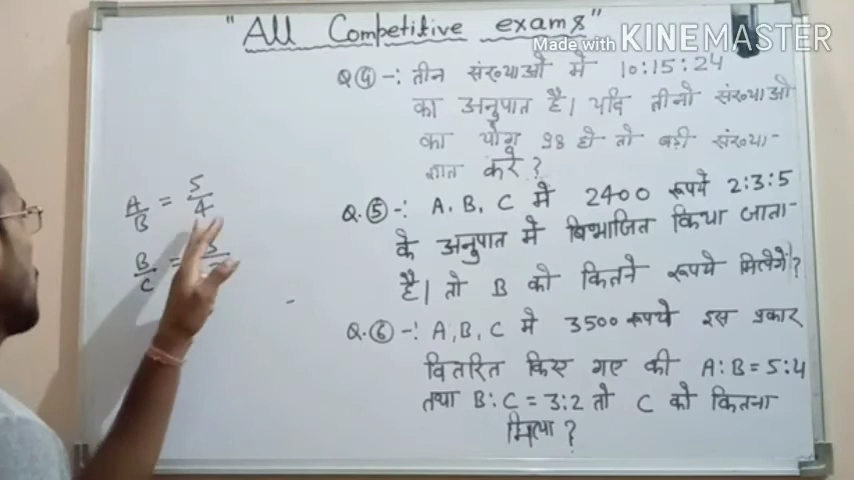 "All Competitive exams"
Made with KINEMASTER
Q ④ -: तीन संख्याओ में 10:15:24
का अनुपात है। यदि तीनो संख्याओ
का योग 98 हो तो बड़ी संख्या-
ज्ञात करे ?
Q. ⑤ -: A, B, C में 2400 रूपये 2:3:5
के अनुपात में विभाजित किया जाता-
है। तो B को कितने रूपये मिलेगें ?
Q. ⑥ -: A, B, C मे 3500 रूपये इस प्रकार
वितरित किए गए की A:B = 5:4
तथा B:C = 3:2 तो C को कितना
मिला ?
A/B = 5/4
B/C = 3